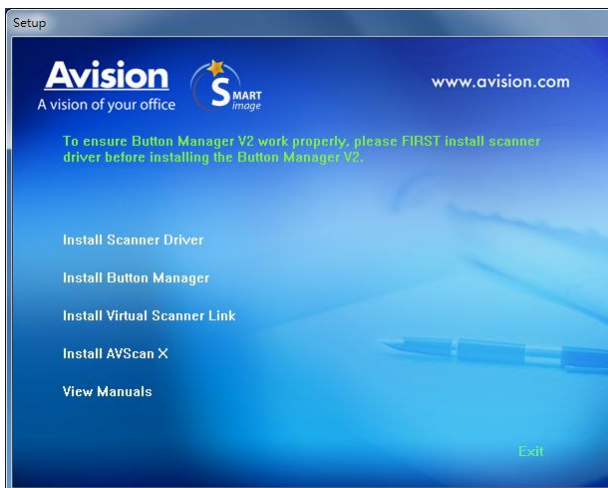 Setup
Avision
A vision of your office
SMART
image
www.avision.com
To ensure Button Manager V2 work properly, please FIRST install scanner
driver before installing the Button Manager V2.
Install Scanner Driver
Install Button Manager
Install Virtual Scanner Link
Install AVScan X
View Manuals
Exit